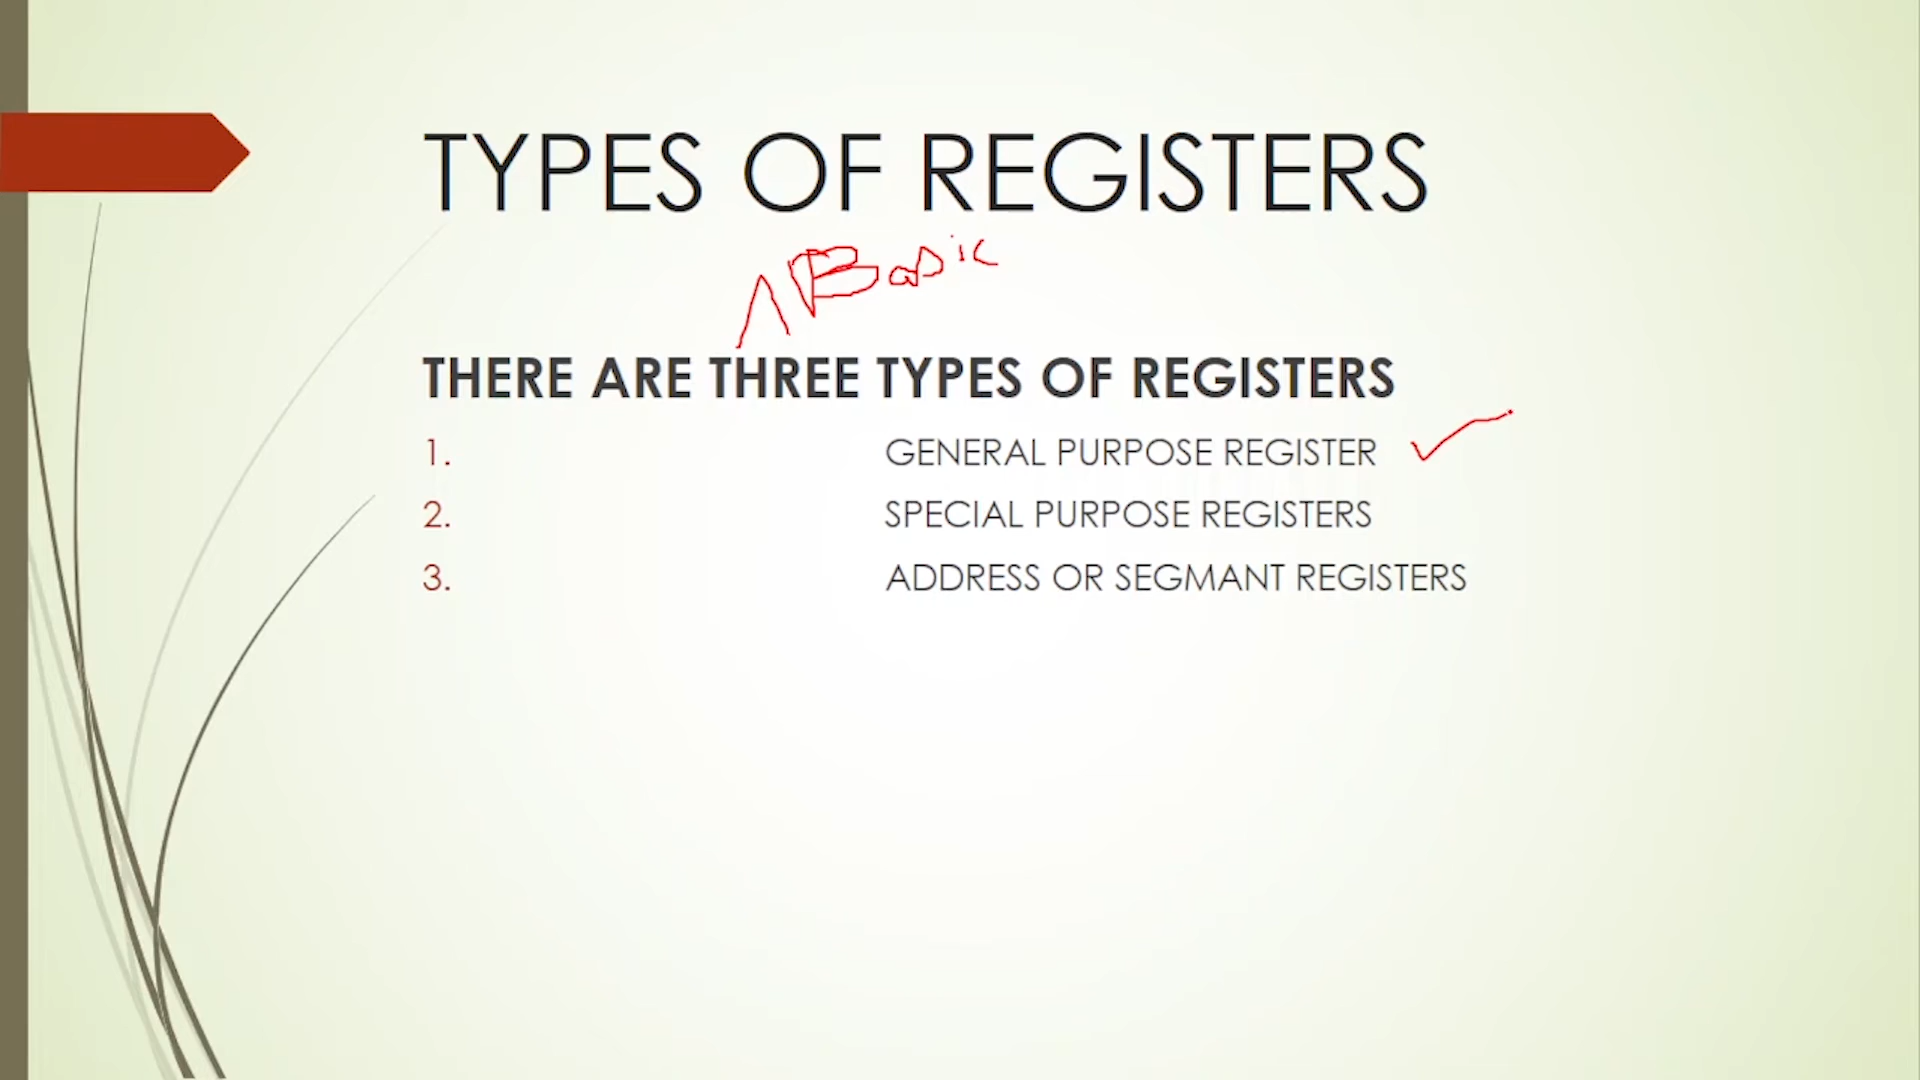 TYPES OF REGISTERS
Basic
THERE ARE THREE TYPES OF REGISTERS
1. GENERAL PURPOSE REGISTER
2. SPECIAL PURPOSE REGISTERS
3. ADDRESS OR SEGMANT REGISTERS